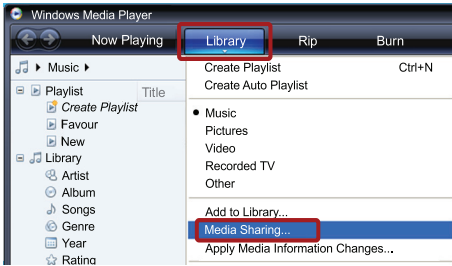 Windows Media Player
Now Playing Library Rip Burn
Music
Playlist Title
Create Playlist
Favour
New
Library
Artist
Album
Songs
Genre
Year
Rating
Create Playlist Ctrl+N
Create Auto Playlist
Music
Pictures
Video
Recorded TV
Other
Add to Library...
Media Sharing...
Apply Media Information Changes...